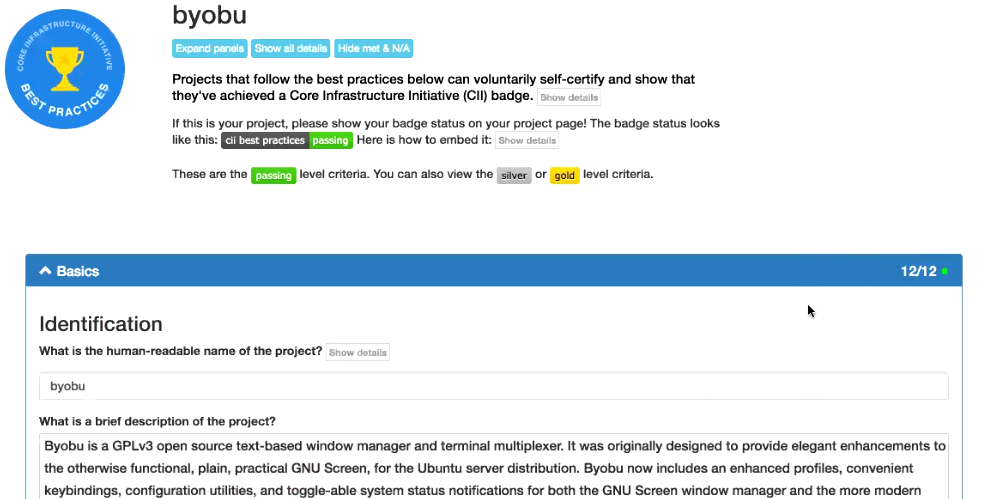 CORE INFRASTRUCTURE INITIATIVE
BEST PRACTICES
byobu
Expand panels Show all details Hide met & N/A
Projects that follow the best practices below can voluntarily self-certify and show that
they've achieved a Core Infrastructure Initiative (CII) badge. Show details
If this is your project, please show your badge status on your project page! The badge status looks
like this: cii best practices passing Here is how to embed it: Show details
These are the passing level criteria. You can also view the silver or gold level criteria.
Basics 12/12
Identification
What is the human-readable name of the project? Show details
byobu
What is a brief description of the project?
Byobu is a GPLv3 open source text-based window manager and terminal multiplexer. It was originally designed to provide elegant enhancements to
the otherwise functional, plain, practical GNU Screen, for the Ubuntu server distribution. Byobu now includes an enhanced profiles, convenient
keybindings, configuration utilities, and toggle-able system status notifications for both the GNU Screen window manager and the more modern